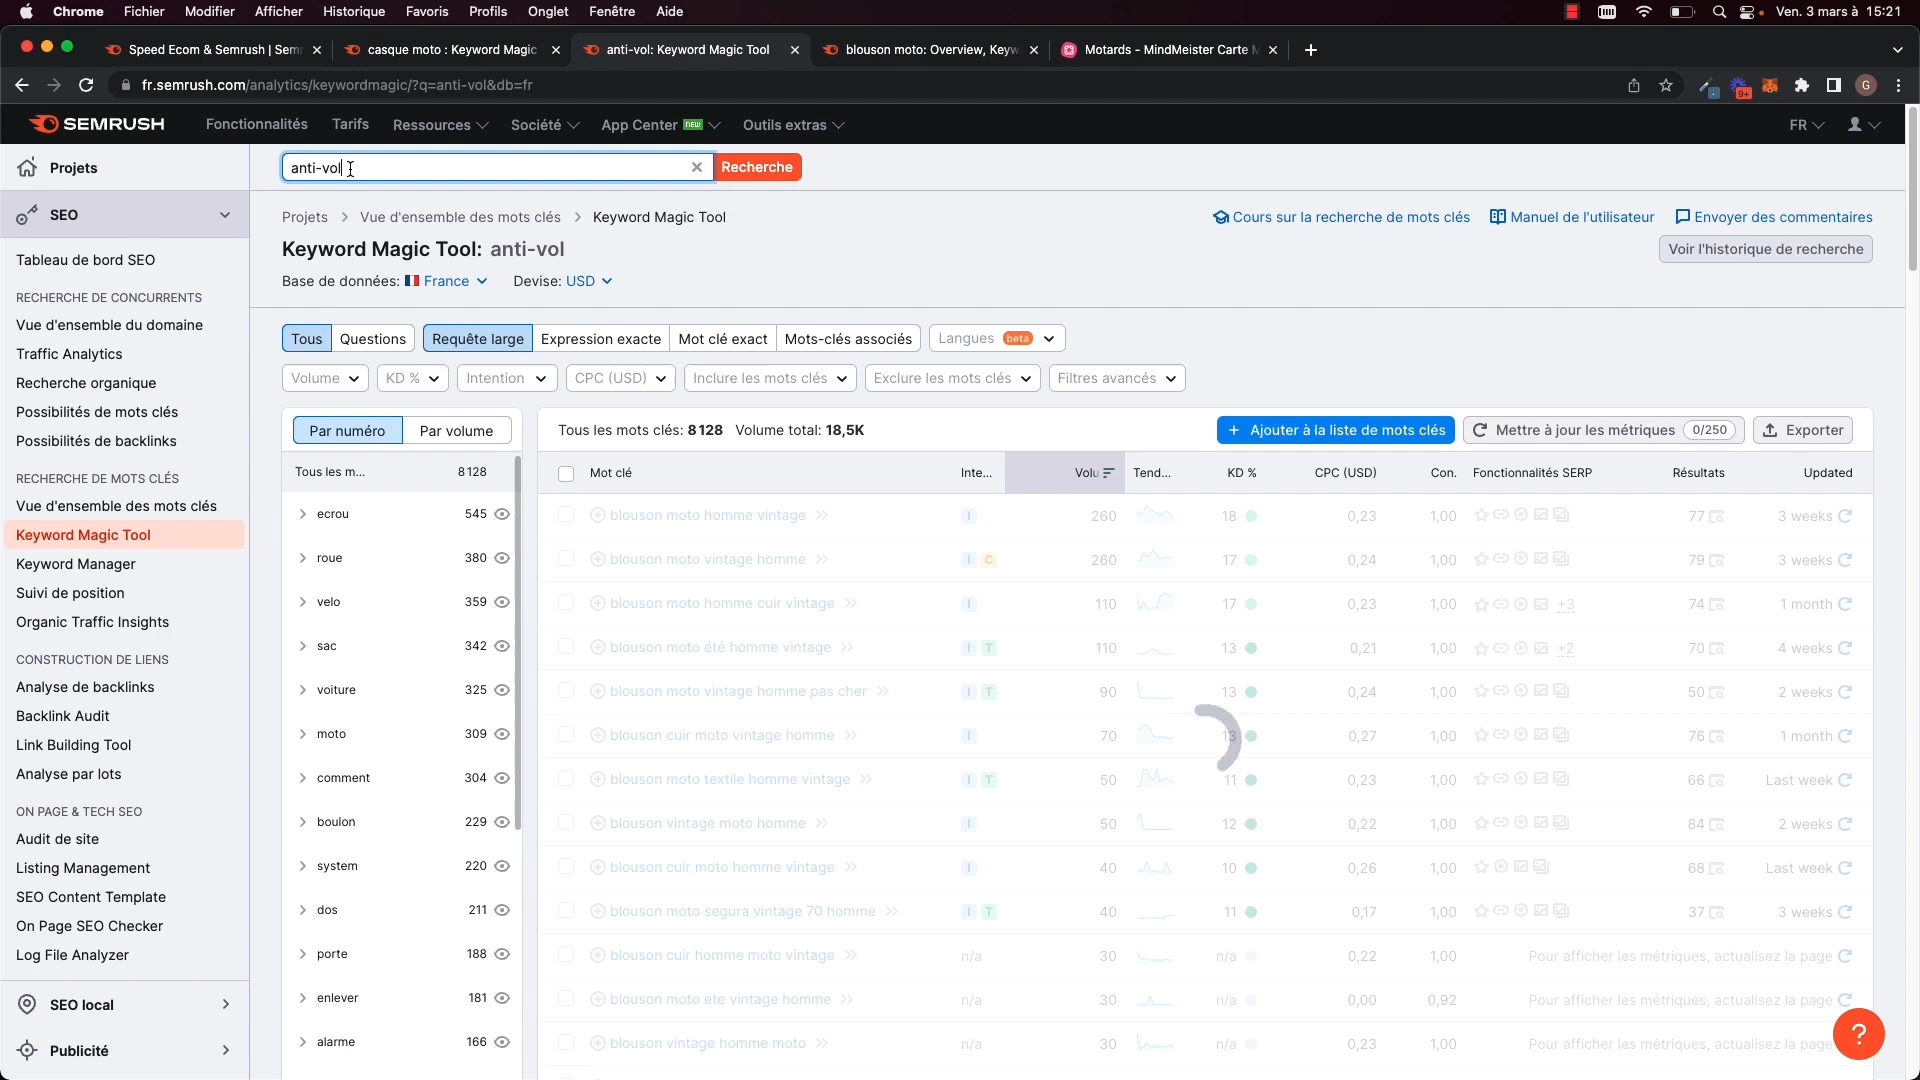 Chrome Fichier Modifier Afficher Historique Favoris Profils Onglet Fenêtre Aide Ven. 3 mars à 15:21
Speed Ecom & Semrush | Sem casque moto : Keyword Magic anti-vol: Keyword Magic Tool blouson moto: Overview, Keyw Motards - MindMeister Carte M
fr.semrush.com/analytics/keywordmagic/?q=anti-vol&db=fr 9+ G
SEMRUSH Fonctionnalités Tarifs Ressources Société App Center NEW Outils extras FR
Projets anti-vol Recherche
SEO Projets > Vue d'ensemble des mots clés > Keyword Magic Tool Cours sur la recherche de mots clés Manuel de l'utilisateur Envoyer des commentaires
Keyword Magic Tool: anti-vol Voir l'historique de recherche
Tableau de bord SEO Base de données: France Devise: USD
RECHERCHE DE CONCURRENTS
Vue d'ensemble du domaine Tous Questions Requête large Expression exacte Mot clé exact Mots-clés associés Langues beta
Traffic Analytics
Recherche organique Volume KD % Intention CPC (USD) Inclure les mots clés Exclure les mots clés Filtres avancés
Possibilités de mots clés
Possibilités de backlinks Par numéro Par volume Tous les mots clés: 8 128 Volume total: 18,5K + Ajouter à la liste de mots clés Mettre à jour les métriques 0/250 Exporter
RECHERCHE DE MOTS CLÉS Tous les m... 8 128 Mot clé Inte... Volu Tend... KD % CPC (USD) Con. Fonctionnalités SERP Résultats Updated
Vue d'ensemble des mots clés ecrou 545 blouson moto homme vintage I 260 18 0,23 1,00 77 3 weeks
Keyword Magic Tool
Keyword Manager roue 380 blouson moto vintage homme I C 260 17 0,24 1,00 79 3 weeks
Suivi de position velo 359 blouson moto homme cuir vintage I 110 17 0,23 1,00 +3 74 1 month
Organic Traffic Insights
CONSTRUCTION DE LIENS sac 342 blouson moto été homme vintage I T 110 13 0,21 1,00 +2 70 4 weeks
Analyse de backlinks voiture 325 blouson moto vintage homme pas cher I T 90 13 0,24 1,00 50 2 weeks
Backlink Audit
Link Building Tool moto 309 blouson cuir moto vintage homme I 70 13 0,27 1,00 76 1 month
Analyse par lots comment 304 blouson moto textile homme vintage I T 50 11 0,23 1,00 66 Last week
ON PAGE & TECH SEO boulon 229 blouson vintage moto homme I 50 12 0,22 1,00 84 2 weeks
Audit de site
Listing Management system 220 blouson cuir moto homme vintage I 40 10 0,26 1,00 68 Last week
SEO Content Template dos 211 blouson moto segura vintage 70 homme I T 40 11 0,17 1,00 37 3 weeks
On Page SEO Checker
Log File Analyzer porte 188 blouson cuir homme moto vintage n/a 30 n/a 0,22 1,00 Pour afficher les métriques, actualisez la page
SEO local enlever 181 blouson moto ete vintage homme n/a 30 n/a 0,00 0,92 Pour afficher les métriques, actualisez la page
Publicité alarme 166 blouson vintage homme moto n/a 30 n/a 0,23 1,00 Pour afficher les métriques, actualisez la page
?